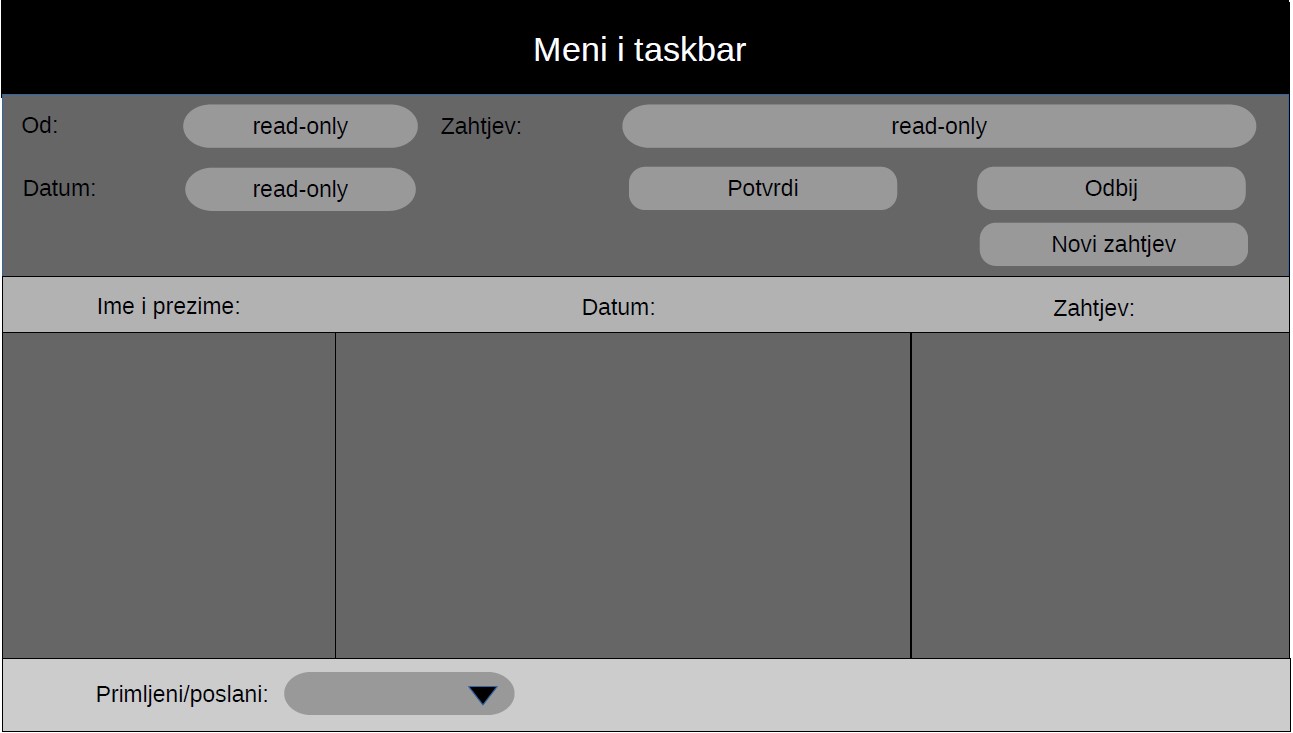 Meni i taskbar
Od: read-only Zahtjev: read-only
Datum: read-only Potvrdi Odbij
Novi zahtjev
Ime i prezime: Datum: Zahtjev:
Primljeni/poslani: